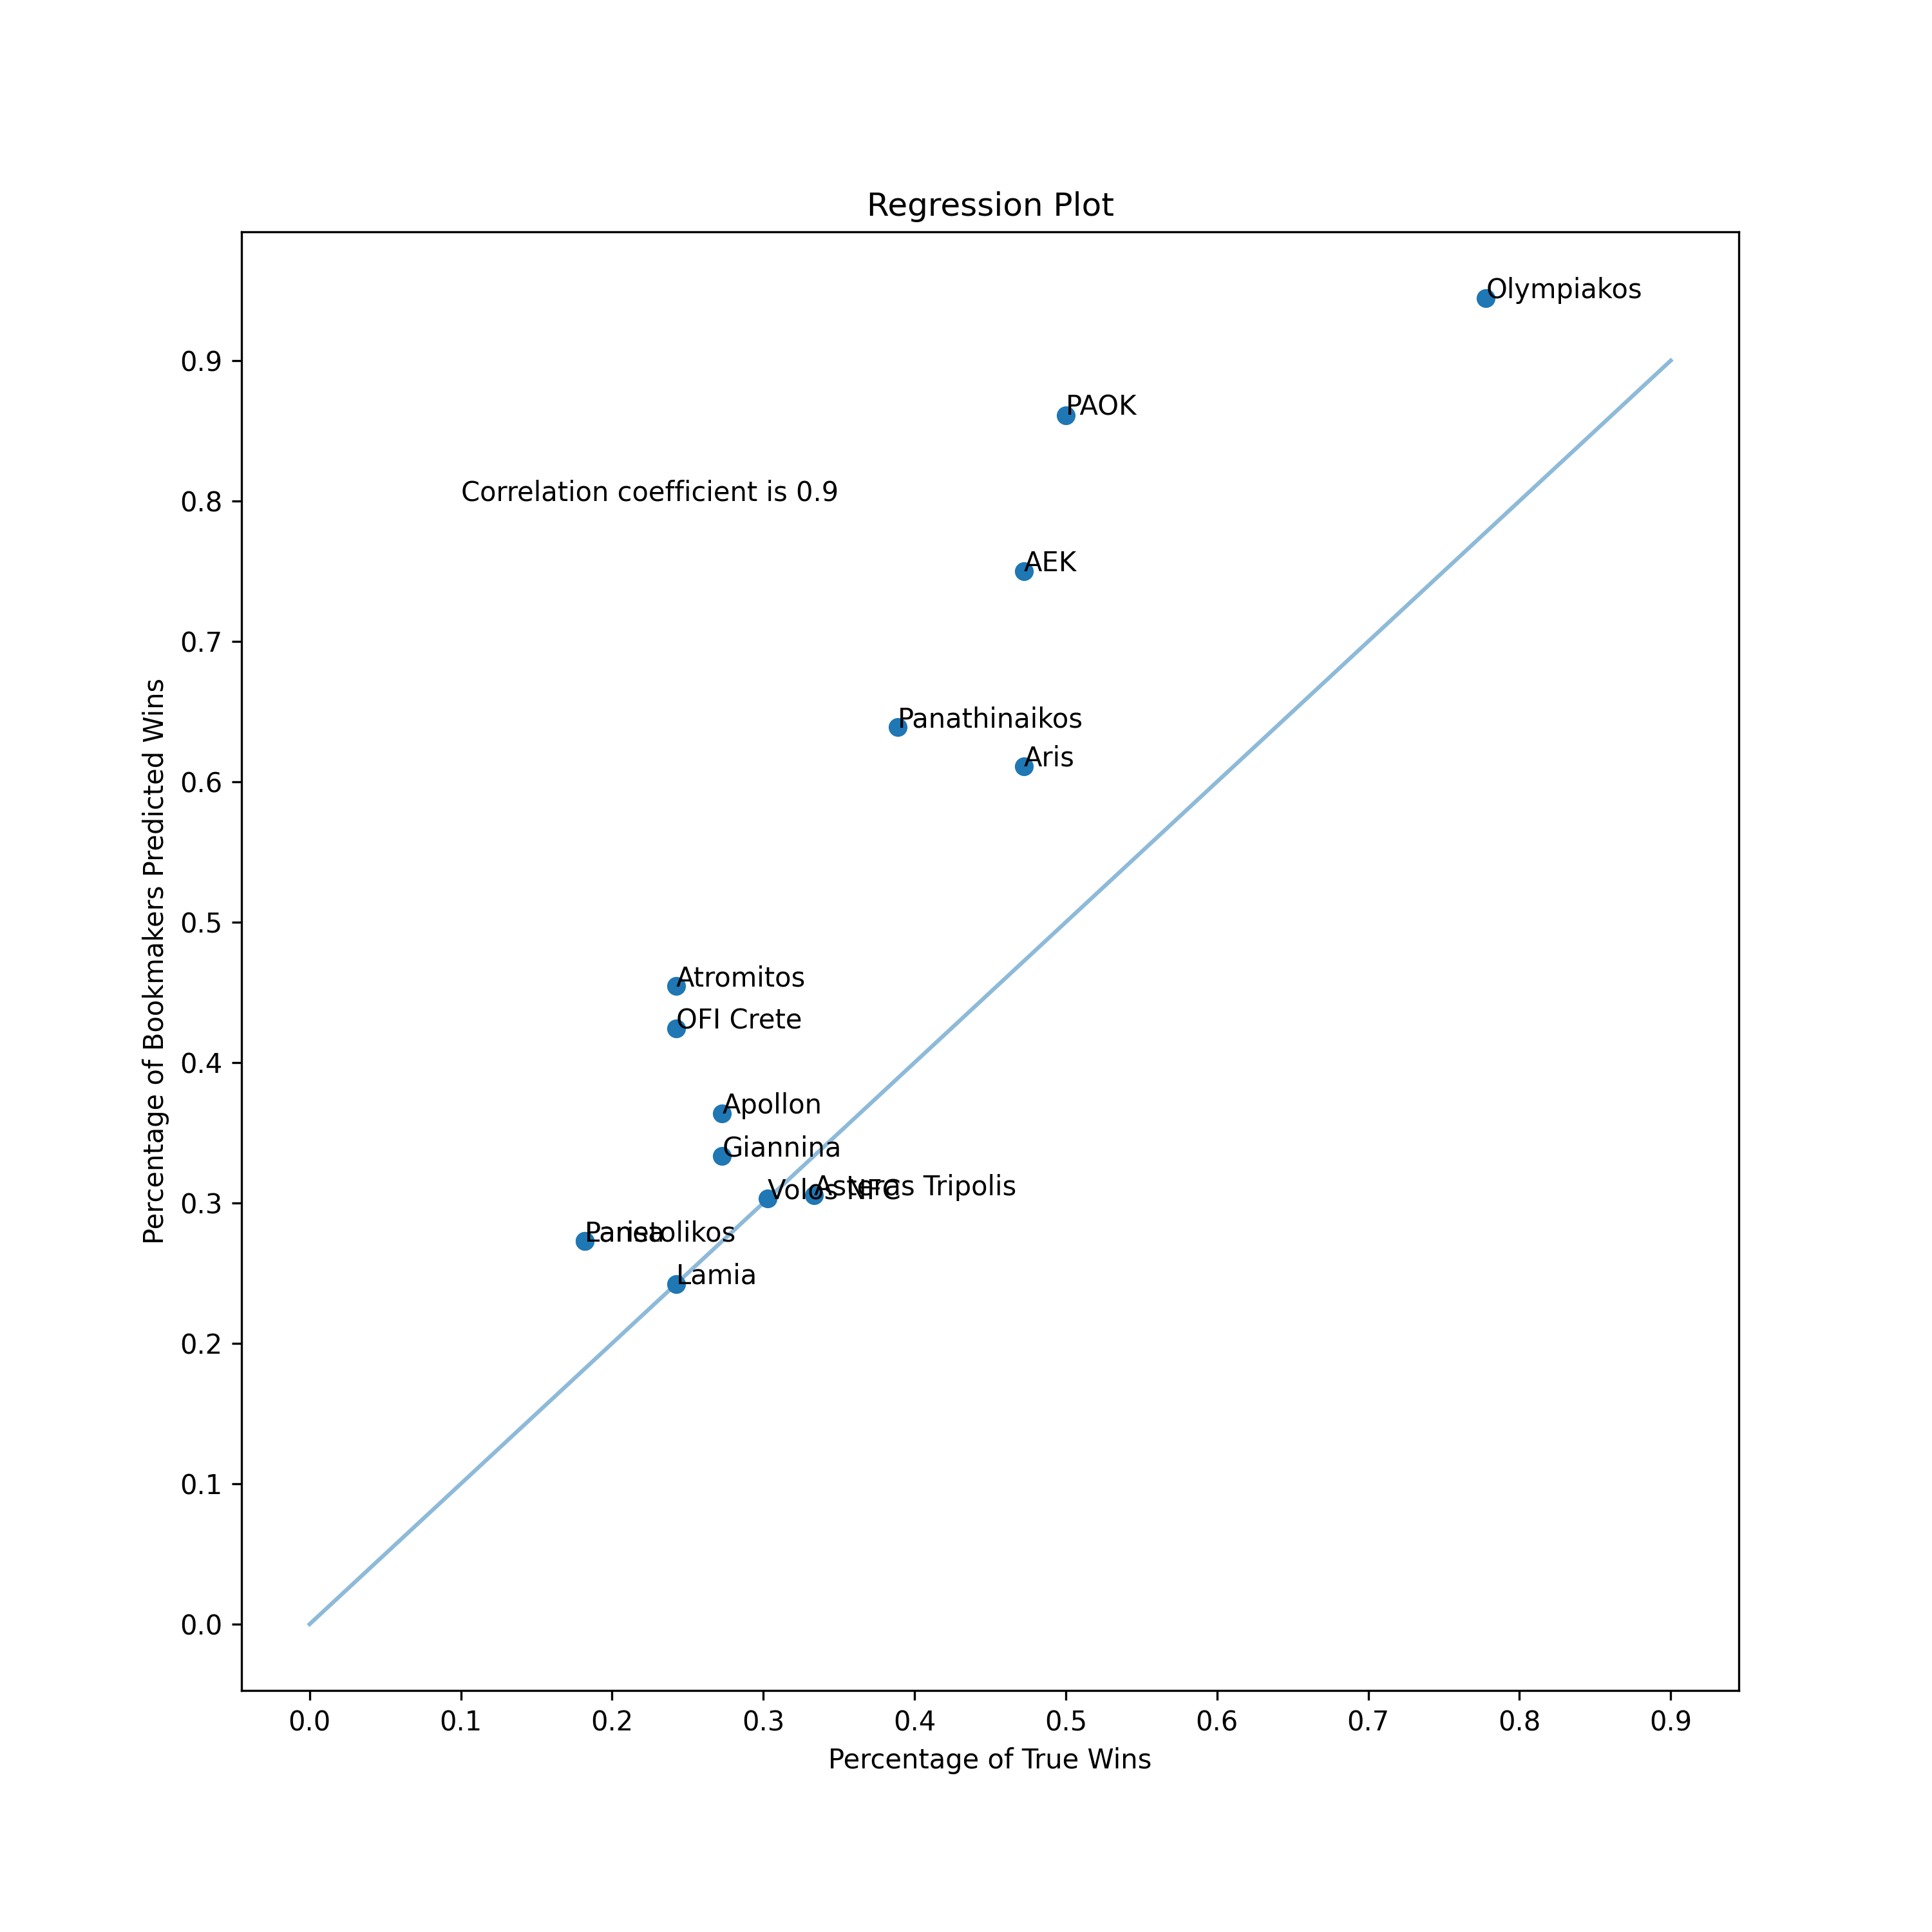 Regression Plot
Olympiakos
PAOK
Correlation coefficient is 0.9
AEK
Panathinaikos
Aris
Atromitos
OFI Crete
Apollon
Giannina
Asteras Tripolis
Volos NFC
Lamia
0.9
0.8
0.7
0.6
0.5
0.4
0.3
0.2
0.1
0.0
Percentage of Bookmakers Predicted Wins
0.0 0.1 0.2 0.3 0.4 0.5 0.6 0.7 0.8 0.9
Percentage of True Wins